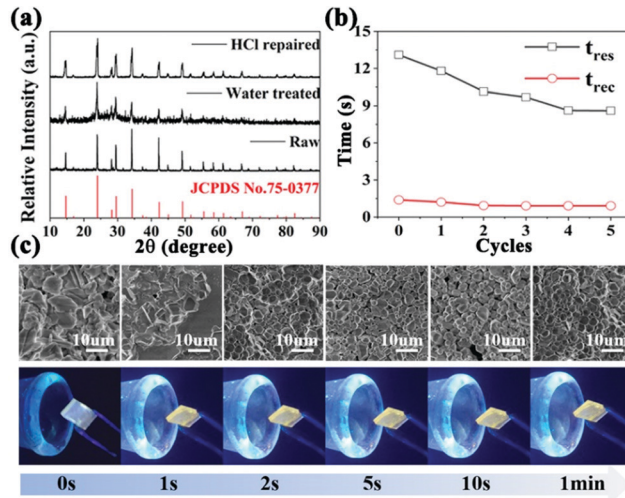 (a)
Relative Intensity (a.u.)
HCl repaired
Water treated
Raw
JCPDS No.75-0377
10 20 30 40 50 60 70 80 90
2θ (degree)
(b)
Time (s)
15
12
9
6
3
0
t_res
t_rec
0 1 2 3 4 5
Cycles
(c)
10um 10um 10um 10um 10um 10um
0s 1s 2s 5s 10s 1min